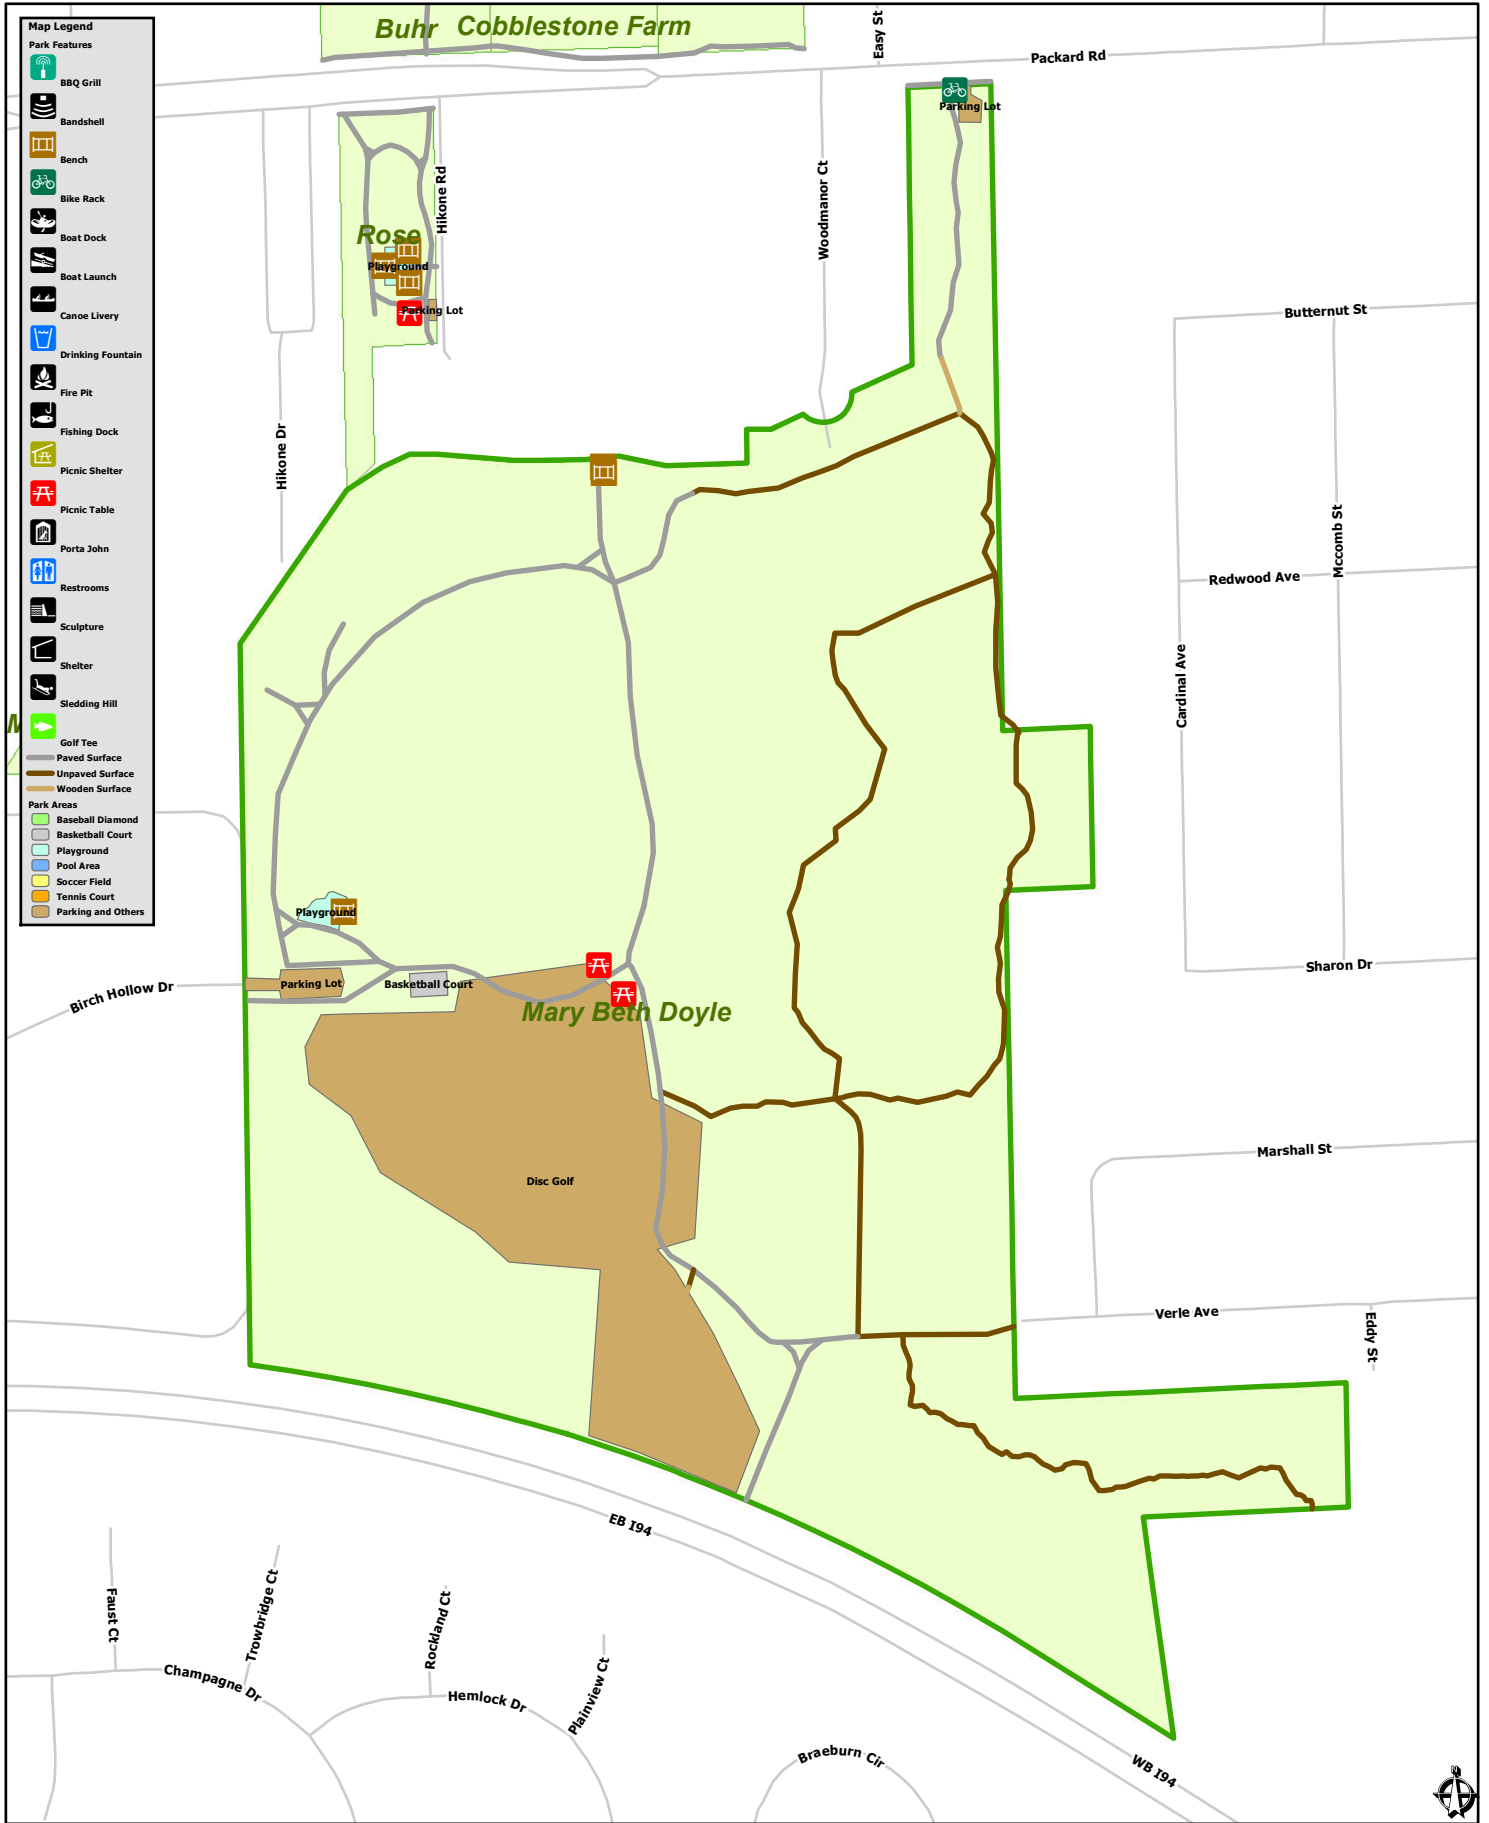 Map Legend
Park Features
BBQ Grill
Bandshell
Bench
Bike Rack
Boat Dock
Boat Launch
Canoe Livery
Drinking Fountain
Fire Pit
Fishing Dock
Picnic Shelter
Picnic Table
Porta John
Restrooms
Sculpture
Shelter
Sledding Hill
Golf Tee
Paved Surface
Unpaved Surface
Wooden Surface
Park Areas
Baseball Diamond
Basketball Court
Playground
Pool Area
Soccer Field
Tennis Court
Parking and Others
Buhr
Cobblestone Farm
Easy St
Packard Rd
Parking Lot
Hikone Rd
Woodmanor Ct
Rose
Playground
Parking Lot
Butternut St
Hikone Dr
Mccomb St
Redwood Ave
Cardinal Ave
M
Playground
Sharon Dr
Birch Hollow Dr
Parking Lot
Basketball Court
Mary Beth Doyle
Marshall St
Disc Golf
Verle Ave
Eddy St
EB I94
Faust Ct
Trowbridge Ct
Rockland Ct
Champagne Dr
Hemlock Dr
Plainview Ct
Braeburn Cir
WB I94